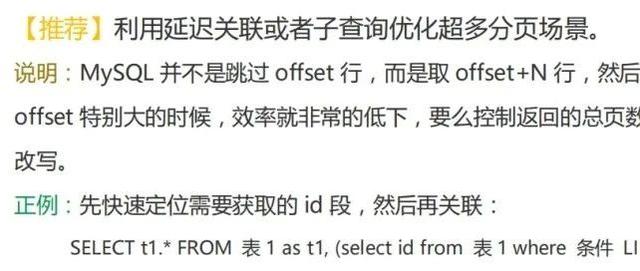 【推荐】利用延迟关联或者子查询优化超多分页场景。
说明：MySQL 并不是跳过 offset 行，而是取 offset+N 行，然后
offset 特别大的时候，效率就非常的低下，要么控制返回的总页数
改写。
正例：先快速定位需要获取的 id 段，然后再关联：
SELECT t1.* FROM 表 1 as t1, (select id from 表 1 where 条件 LI